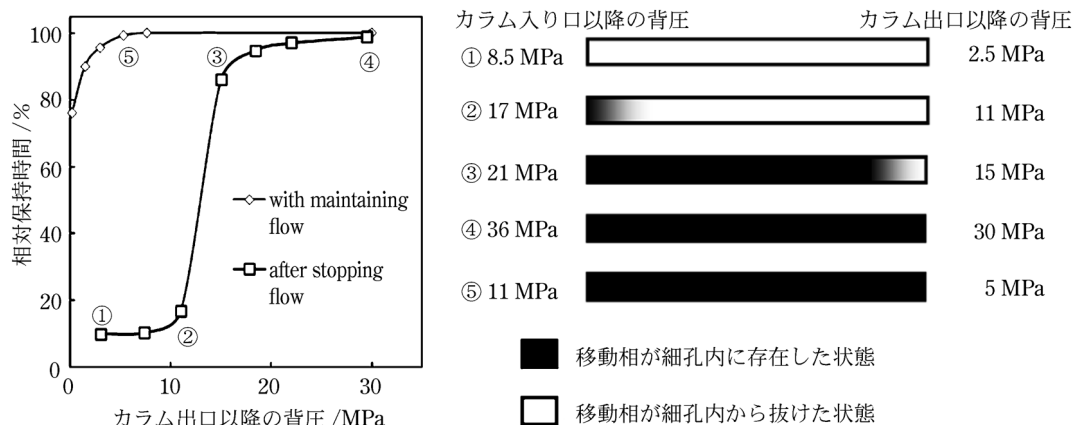 相対保持時間 /%
100
80
60
40
20
0
0 10 20 30
カラム出口以降の背圧 /MPa
①
②
③
④
⑤
with maintaining
flow
after stopping
flow
カラム入り口以降の背圧 カラム出口以降の背圧
① 8.5 MPa 2.5 MPa
② 17 MPa 11 MPa
③ 21 MPa 15 MPa
④ 36 MPa 30 MPa
⑤ 11 MPa 5 MPa
移動相が細孔内に存在した状態
移動相が細孔内から抜けた状態